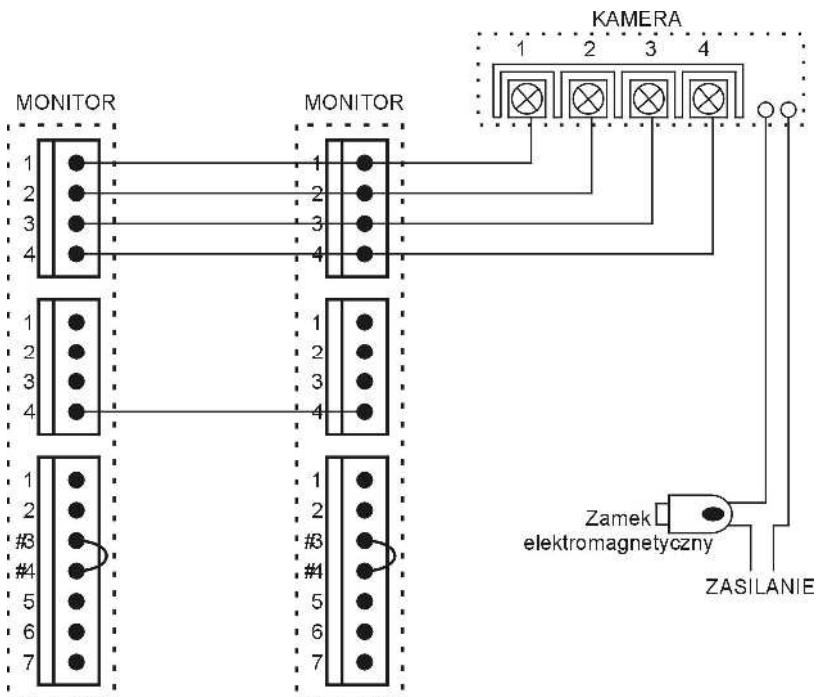 KAMERA
1 2 3 4
MONITOR MONITOR
1 1
2 2
3 3
4 4
1 1
2 2
3 3
4 4
1 1
2 2
#3 #3
#4 #4
5 5
6 6
7 7
Zamek
elektromagnetyczny
ZASILANIE